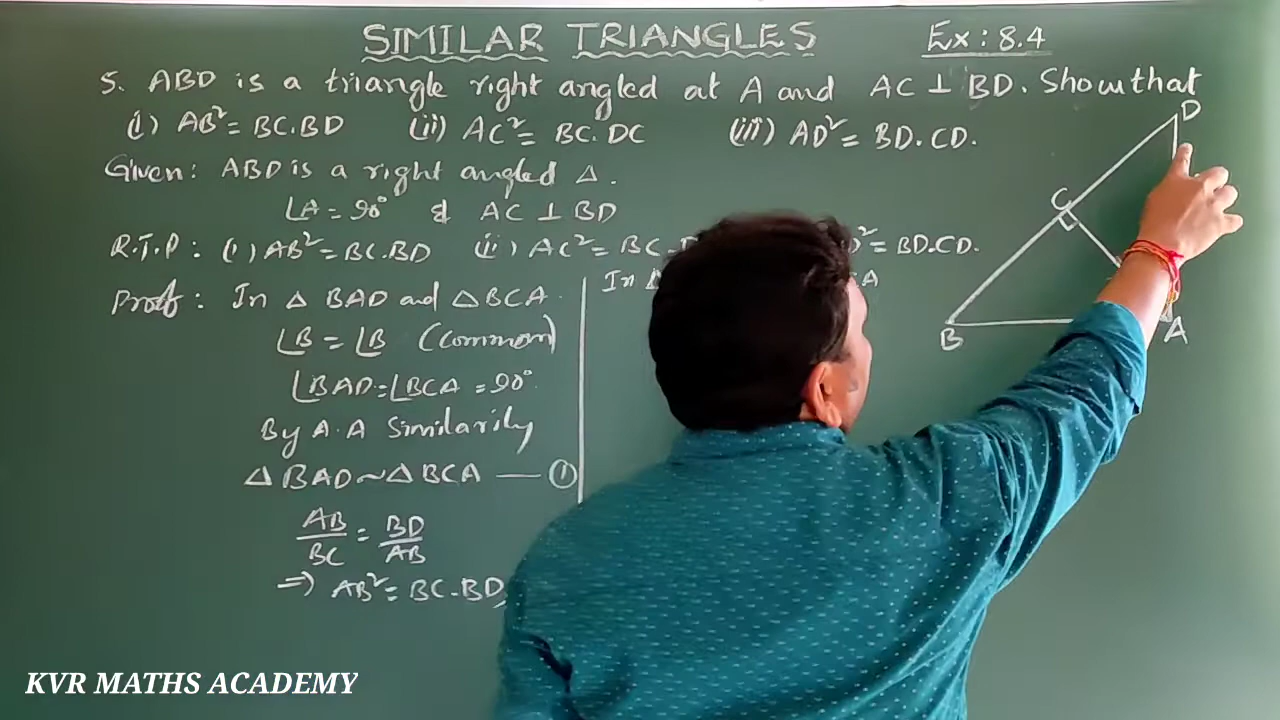 SIMILAR TRIANGLES Ex: 8.4
5. ABD is a triangle right angled at A and AC ⊥ BD. Show that
(i) AB² = BC.BD (ii) AC² = BC.DC (iii) AD² = BD.CD.
Given: ABD is a right angled △.
∠A = 90° & AC ⊥ BD
R.T.P: (i) AB² = BC.BD (ii) AC² = BC. D² = BD.CD.
Proof: In △ BAD and △BCA.
∠B = ∠B (Common)
∠BAD = ∠BCA = 90°.
By A.A Similarity
△BAD ~ △BCA — ①
AB/BC = BD/AB
⇒ AB² = BC.BD
In △ CA
D
C
B
A
KVR MATHS ACADEMY